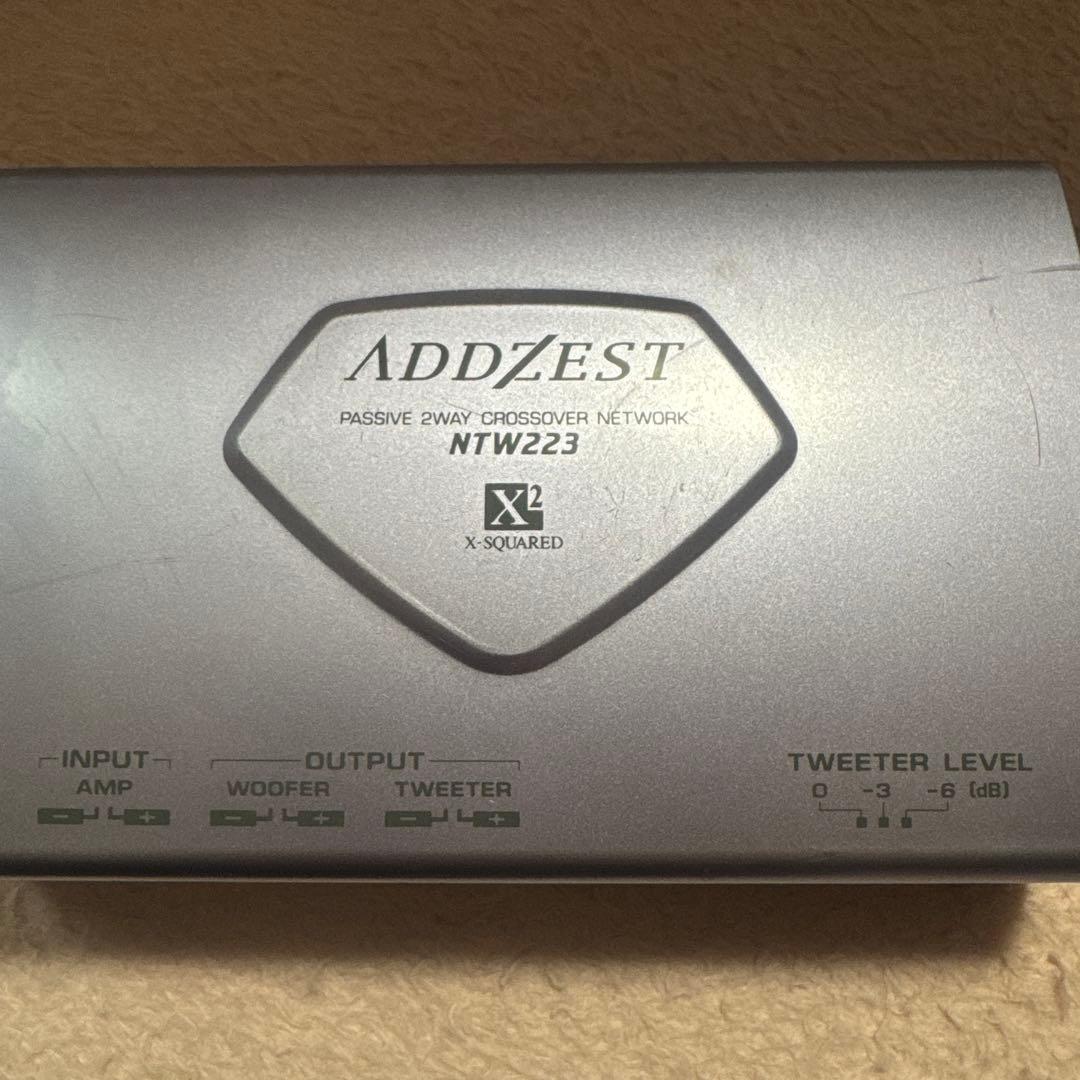 ADDZEST
PASSIVE 2WAY CROSSOVER NETWORK
NTW223
X2
X-SQUARED
INPUT
AMP
- +
OUTPUT
WOOFER TWEETER
- + - +
TWEETER LEVEL
0 -3 -6 (dB)